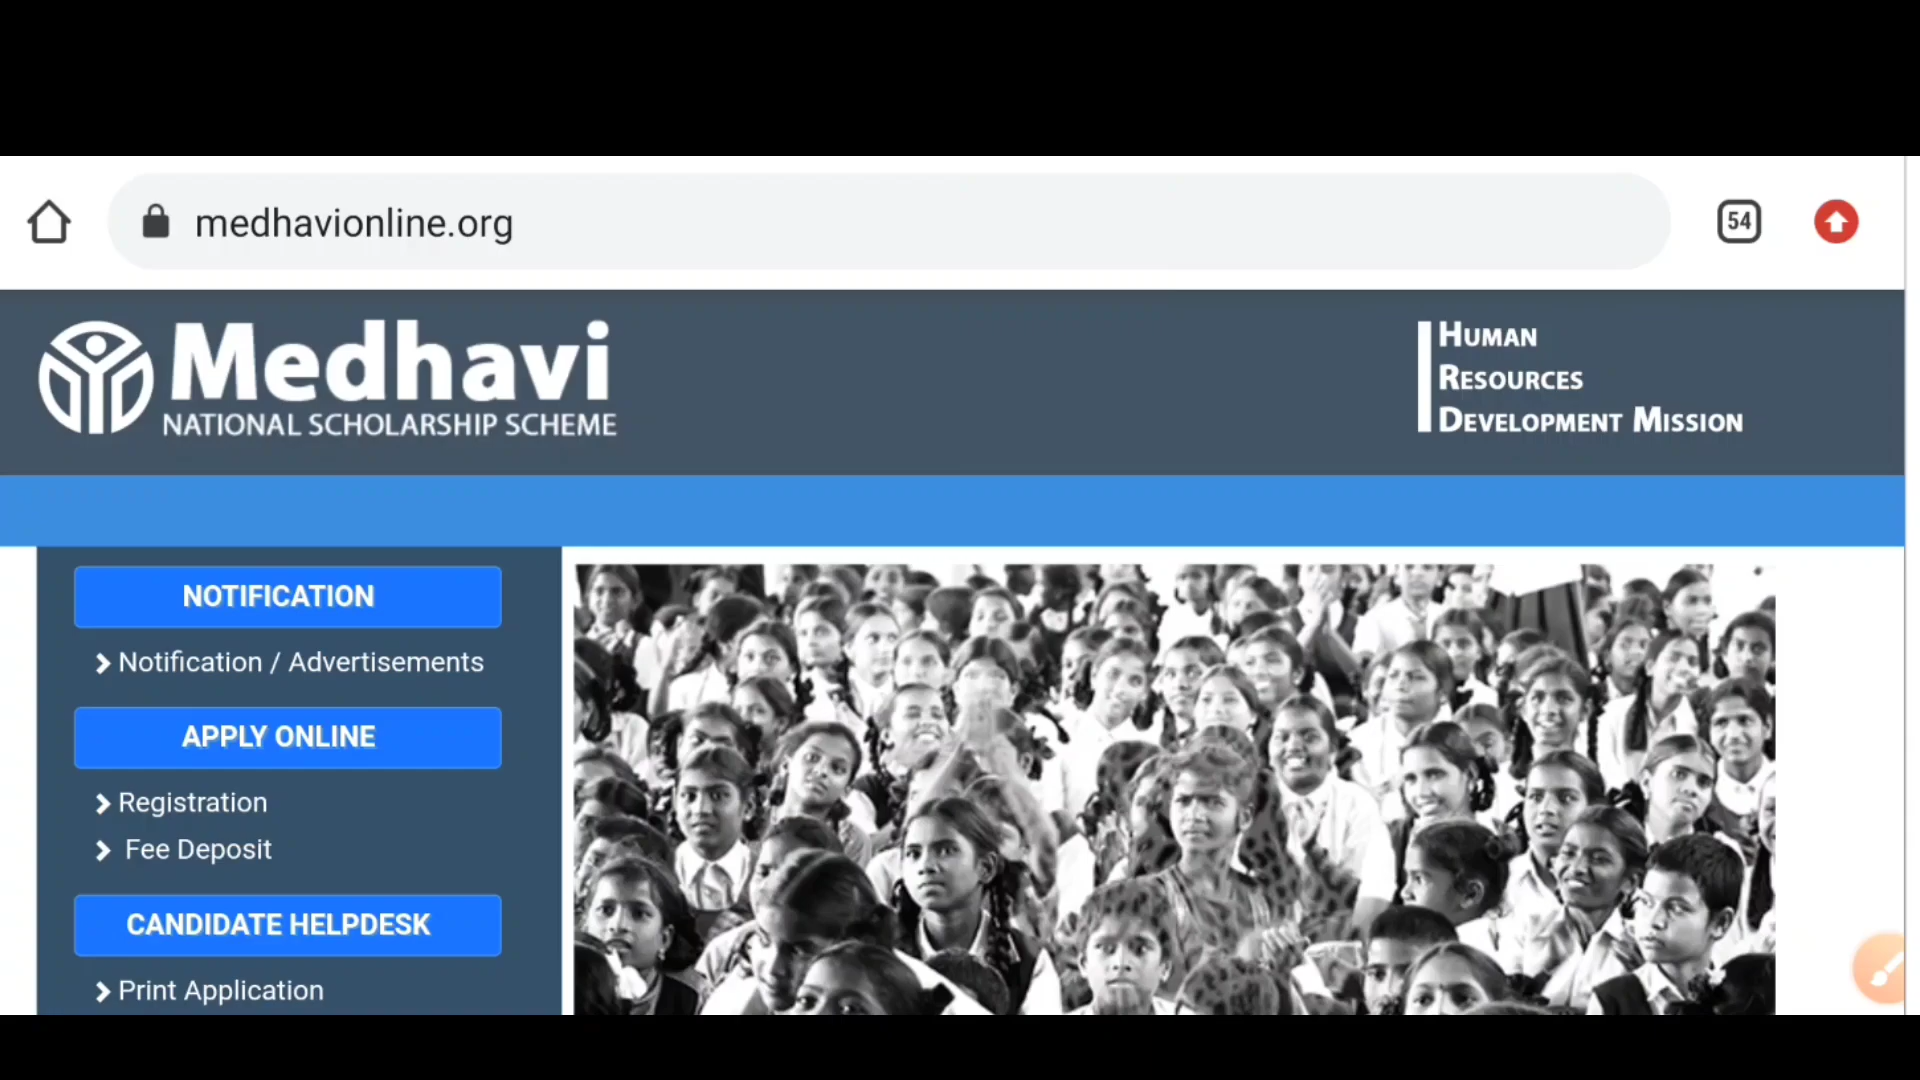 medhavionline.org
54
Medhavi
NATIONAL SCHOLARSHIP SCHEME
HUMAN
RESOURCES
DEVELOPMENT MISSION
NOTIFICATION
Notification / Advertisements
APPLY ONLINE
Registration
Fee Deposit
CANDIDATE HELPDESK
Print Application